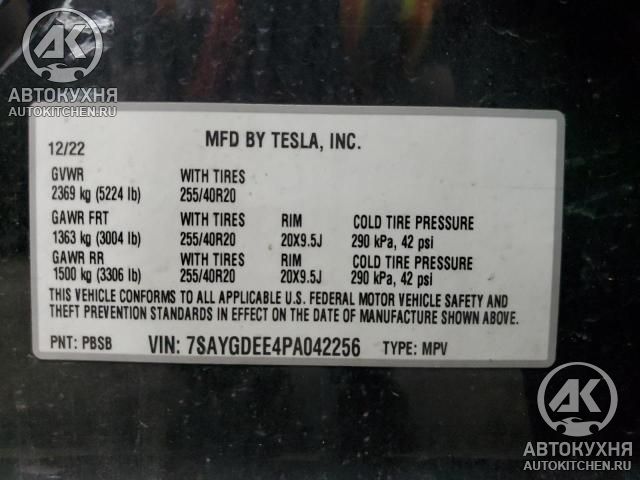 АК
АВТОКУХНЯ
AUTOKITCHEN.RU
MFD BY TESLA, INC.
12/22
GVWR WITH TIRES
2369 kg (5224 lb) 255/40R20
GAWR FRT WITH TIRES RIM COLD TIRE PRESSURE
1363 kg (3004 lb) 255/40R20 20X9.5J 290 kPa, 42 psi
GAWR RR WITH TIRES RIM COLD TIRE PRESSURE
1500 kg (3306 lb) 255/40R20 20X9.5J 290 kPa, 42 psi
THIS VEHICLE CONFORMS TO ALL APPLICABLE U.S. FEDERAL MOTOR VEHICLE SAFETY AND
THEFT PREVENTION STANDARDS IN EFFECT ON THE DATE OF MANUFACTURE SHOWN ABOVE.
PNT: PBSB VIN: 7SAYGDEE4PA042256 TYPE: MPV
АК
АВТОКУХНЯ
AUTOKITCHEN.RU